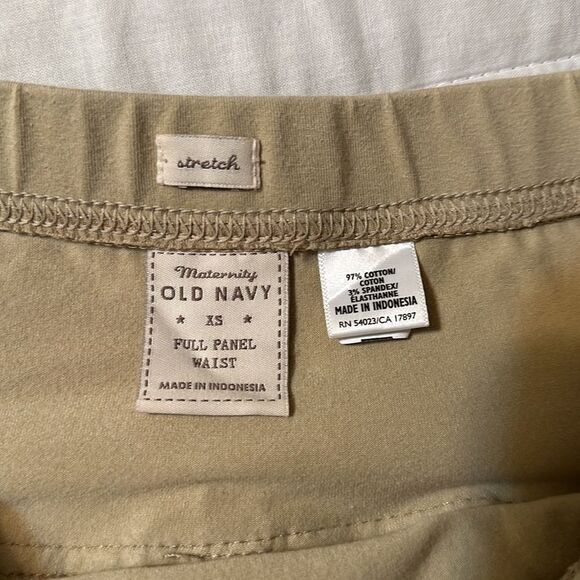 stretch
Maternity
OLD NAVY
* XS *
FULL PANEL
WAIST
MADE IN INDONESIA
97% COTTON/
COTON
3% SPANDEX/
ÉLASTHANNE
MADE IN INDONESIA
RN 54023/CA 17897